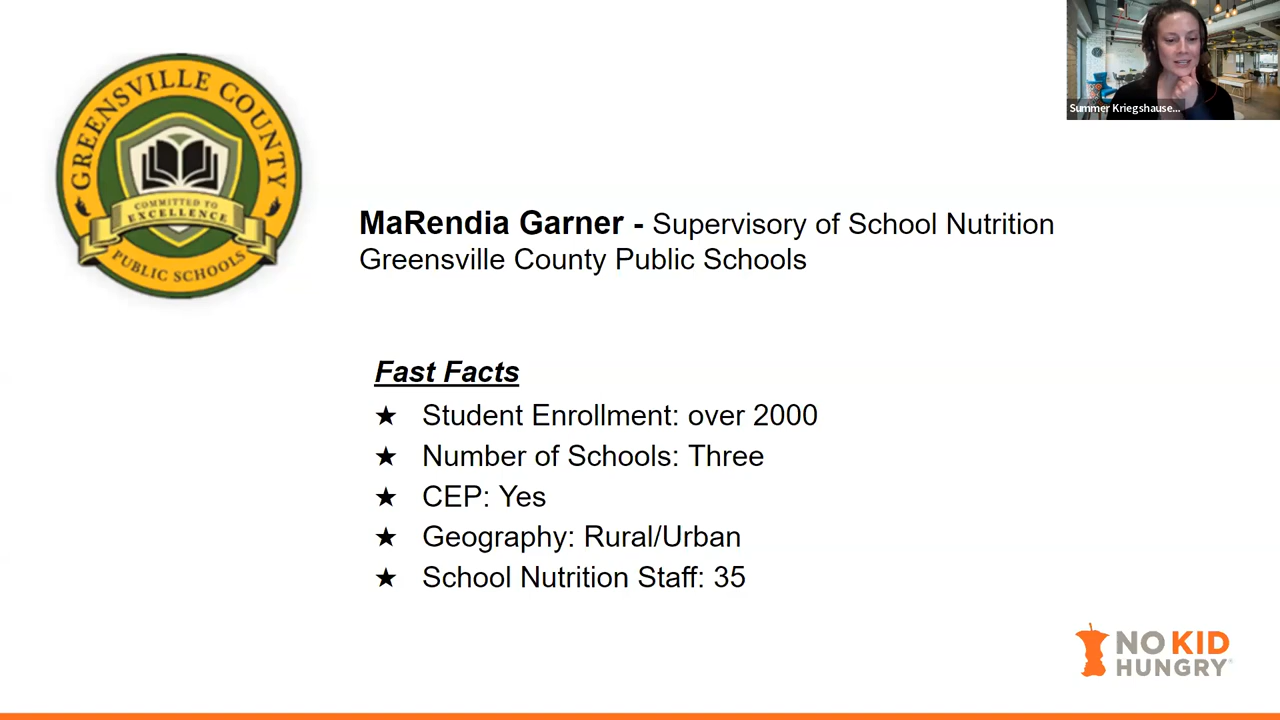 GREENSVILLE COUNTY
COMMITTED TO
EXCELLENCE
PUBLIC SCHOOLS
Summer Kriegshause...
MaRendia Garner - Supervisory of School Nutrition
Greensville County Public Schools
Fast Facts
★ Student Enrollment: over 2000
★ Number of Schools: Three
★ CEP: Yes
★ Geography: Rural/Urban
★ School Nutrition Staff: 35
NO KID
HUNGRY®